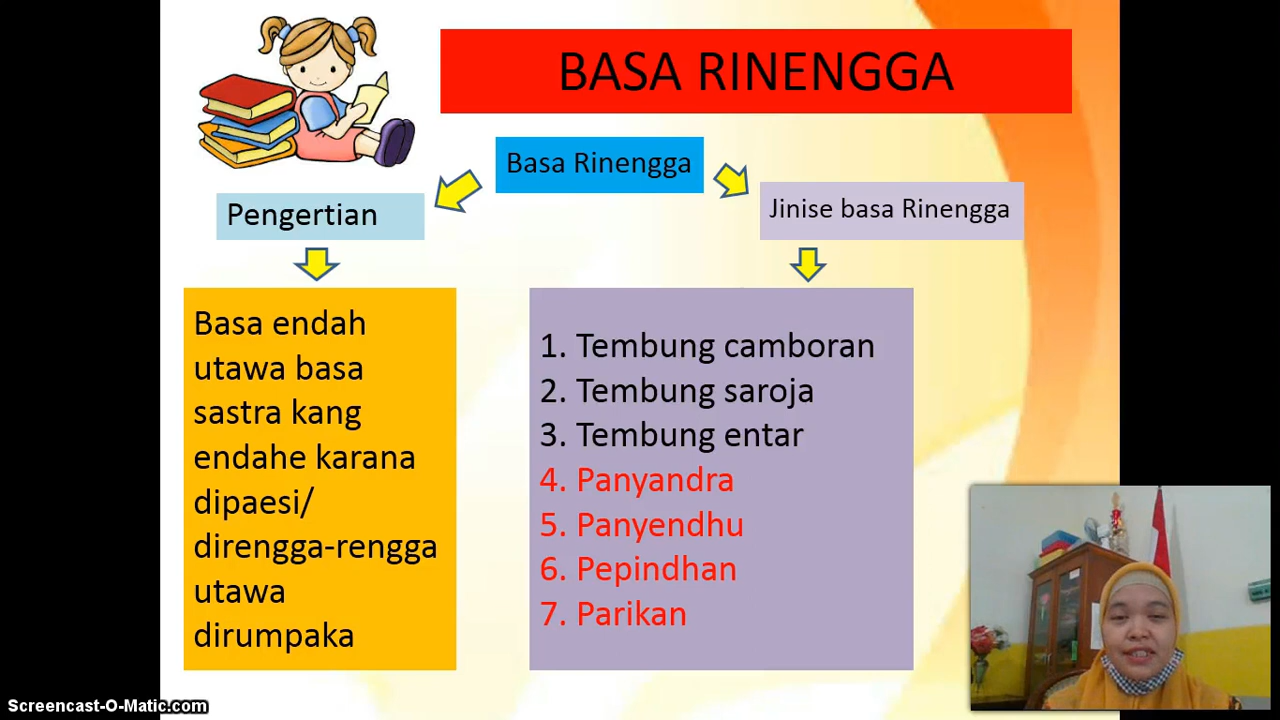 BASA RINENGGA
Basa Rinengga
Pengertian
Jinise basa Rinengga
Basa endah
utawa basa
sastra kang
endahe karana
dipaesi/
direngga-rengga
utawa
dirumpaka
1. Tembung camboran
2. Tembung saroja
3. Tembung entar
4. Panyandra
5. Panyendhu
6. Pepindhan
7. Parikan
Screencast-O-Matic.com